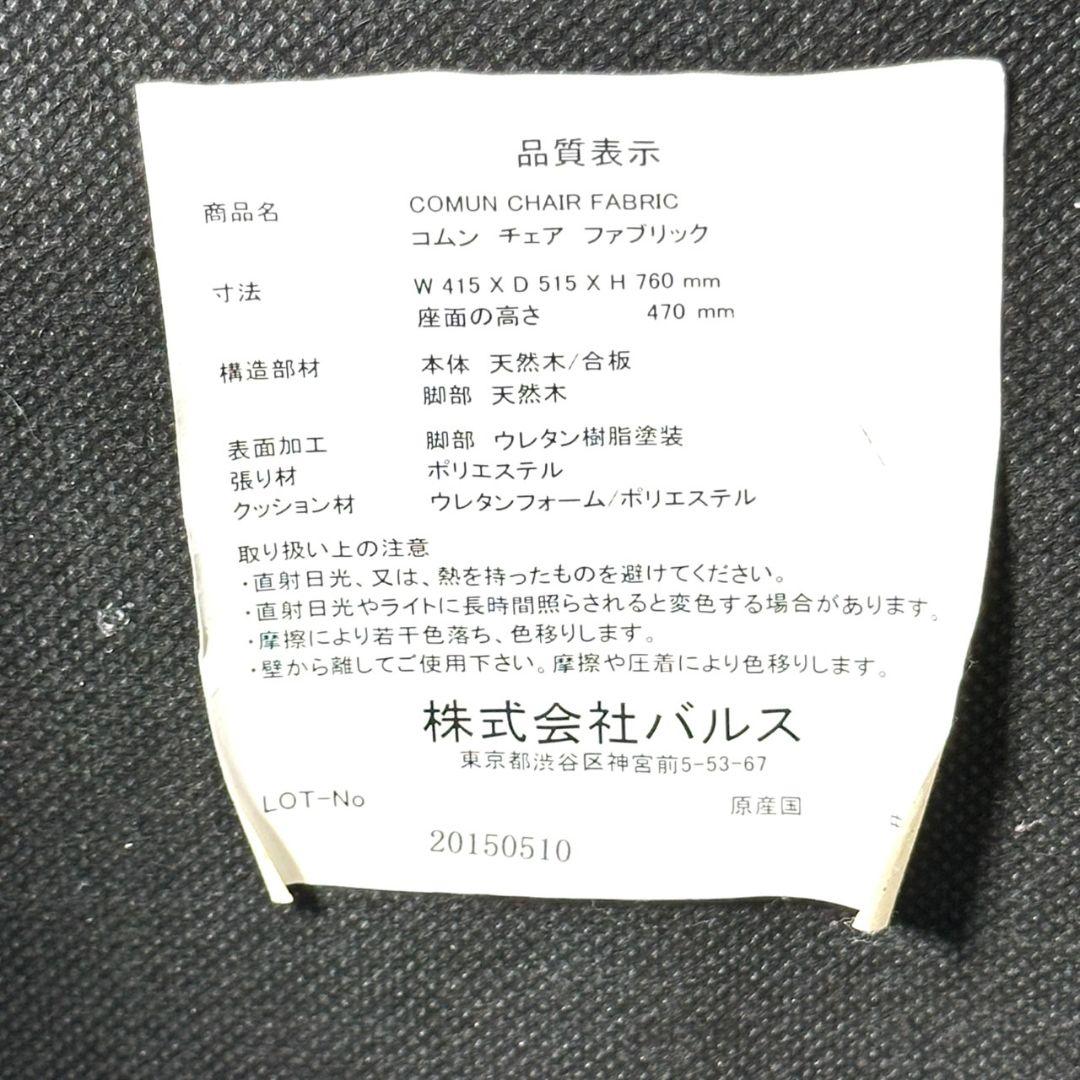 品質表示
商品名 COMUN CHAIR FABRIC
コムン チェア ファブリック
寸法 W 415 X D 515 X H 760 mm
座面の高さ 470 mm
構造部材 本体 天然木/合板
脚部 天然木
表面加工 脚部 ウレタン樹脂塗装
張り材 ポリエステル
クッション材 ウレタンフォーム/ポリエステル
取り扱い上の注意
・直射日光、又は、熱を持ったものを避けてください。
・直射日光やライトに長時間照らされると変色する場合があります。
・摩擦により若干色落ち、色移りします。
・壁から離してご使用下さい。摩擦や圧着により色移りします。
株式会社バルス
東京都渋谷区神宮前5-53-67
LOT-No 原産国
20150510